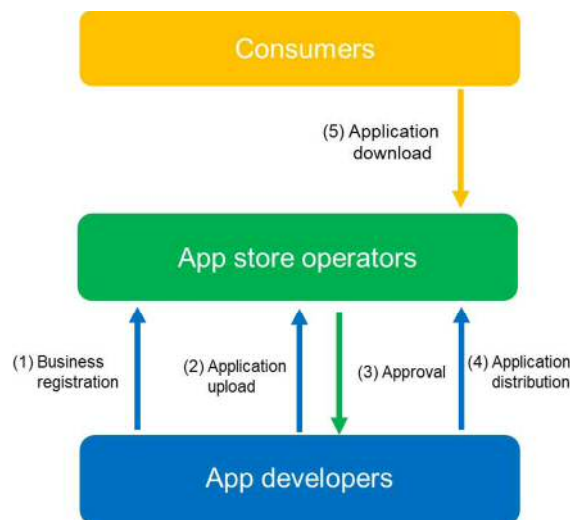 Consumers
(5) Application
download
App store operators
(1) Business
registration
(2) Application
upload
(3) Approval
(4) Application
distribution
App developers